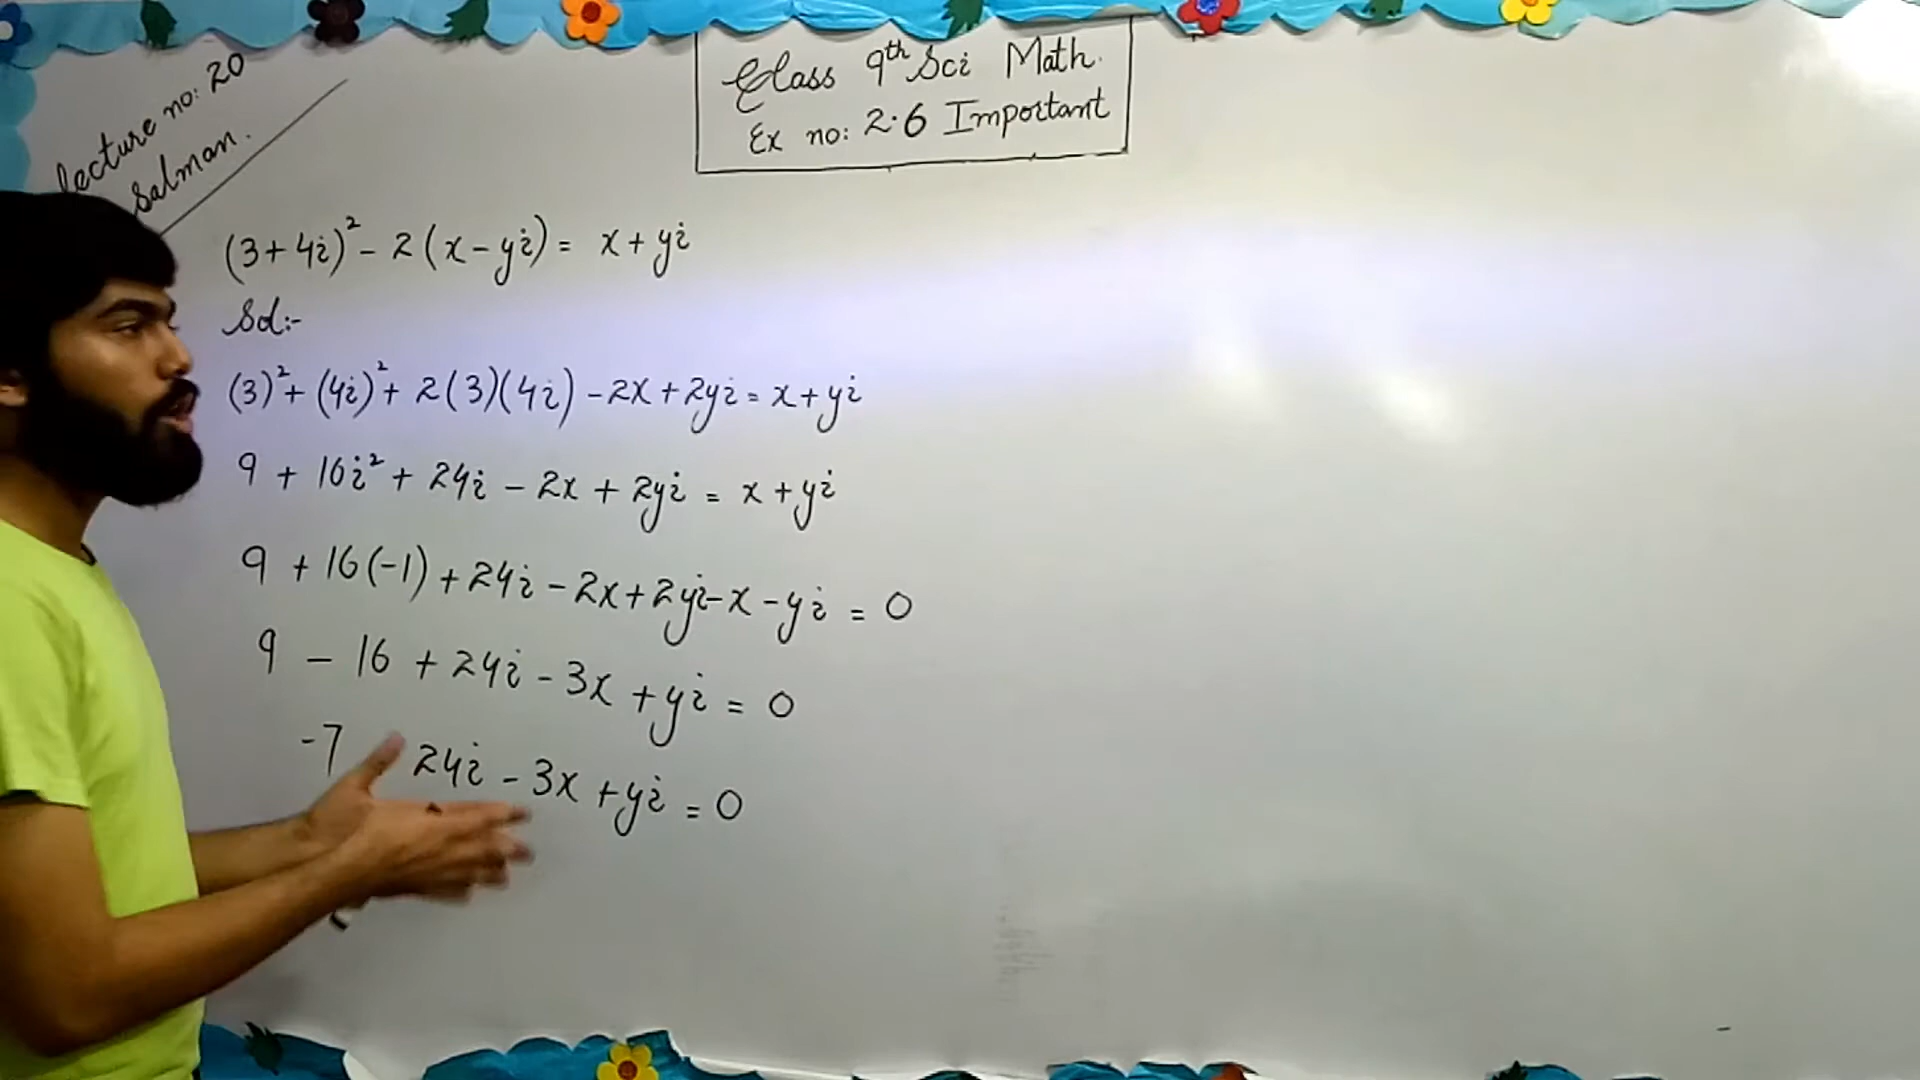 lecture no: 20
Salman.
Class 9th Sci Math.
Ex no: 2.6 Important
(3+4i)² - 2(x-yi) = x+yi
Sol:-
(3)² + (4i)² + 2(3)(4i) - 2x + 2yi = x+yi
9 + 16i² + 24i - 2x + 2yi = x+yi
9 + 16(-1) + 24i - 2x + 2yi - x - yi = 0
9 - 16 + 24i - 3x + yi = 0
-7 24i - 3x + yi = 0